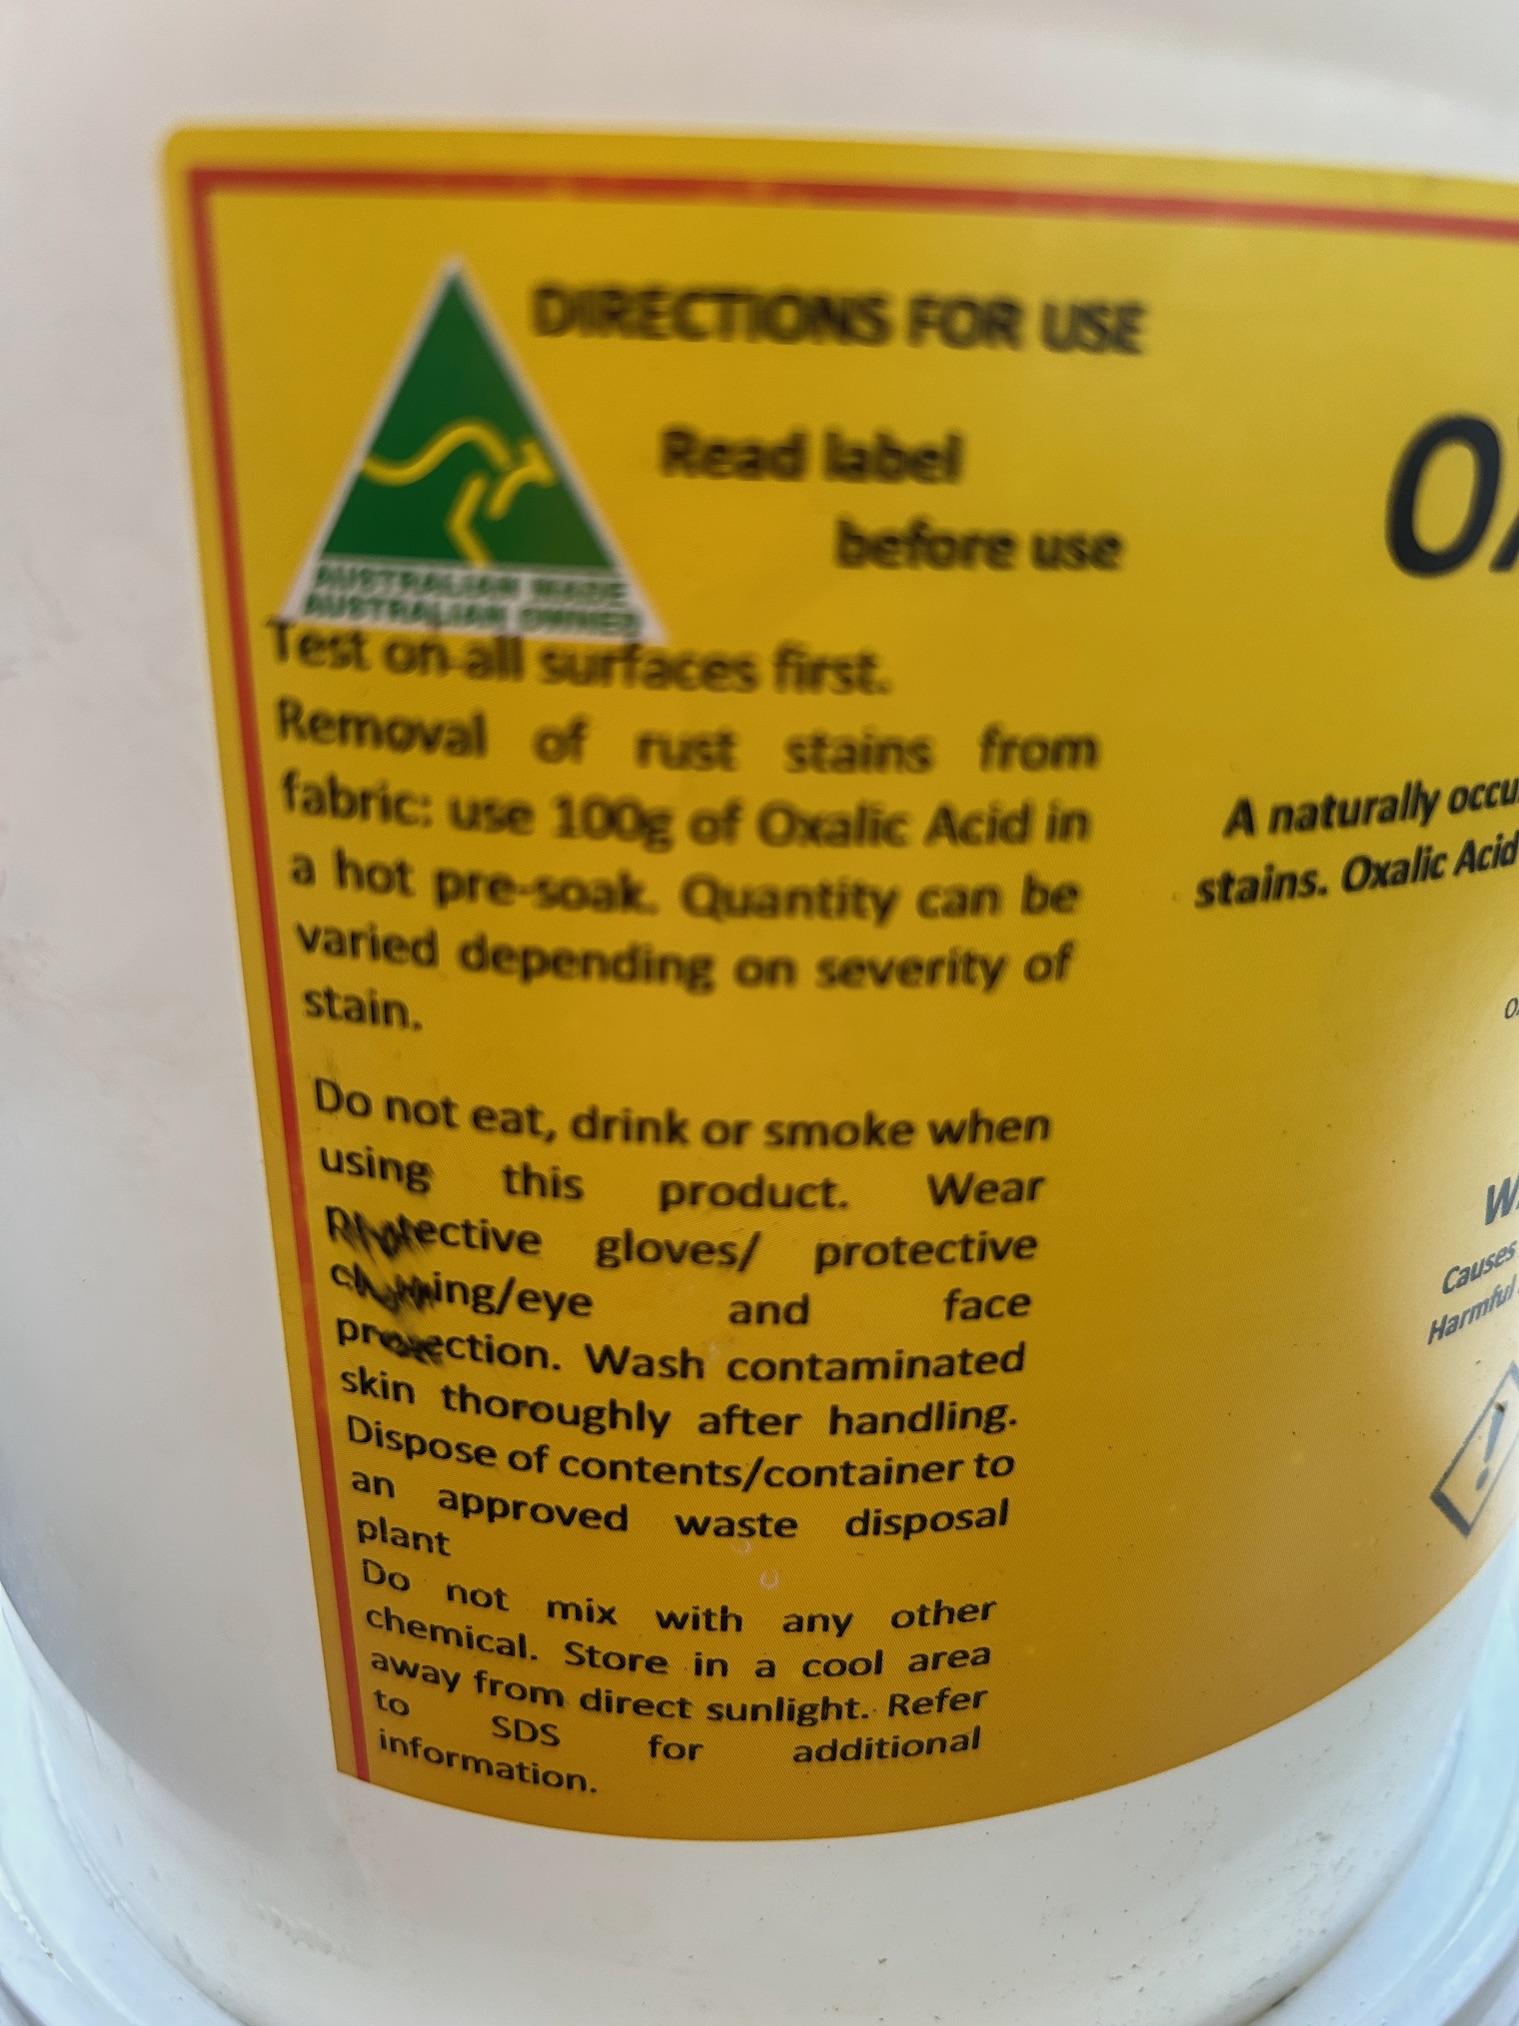 DIRECTIONS FOR USE
Read label
before use
AUSTRALIAN MADE
AUSTRALIAN OWNED
Test on all surfaces first.
Removal of rust stains from
fabric: use 100g of Oxalic Acid in
a hot pre-soak. Quantity can be
varied depending on severity of
stain.
Do not eat, drink or smoke when
using this product. Wear
Protective gloves/ protective
clothing/eye and face
protection. Wash contaminated
skin thoroughly after handling.
Dispose of contents/container to
an approved waste disposal
plant
Do not mix with any other
chemical. Store in a cool area
away from direct sunlight. Refer
to SDS for additional
information.
A naturally
stains. Oxalic Acid
Causes
Harmful